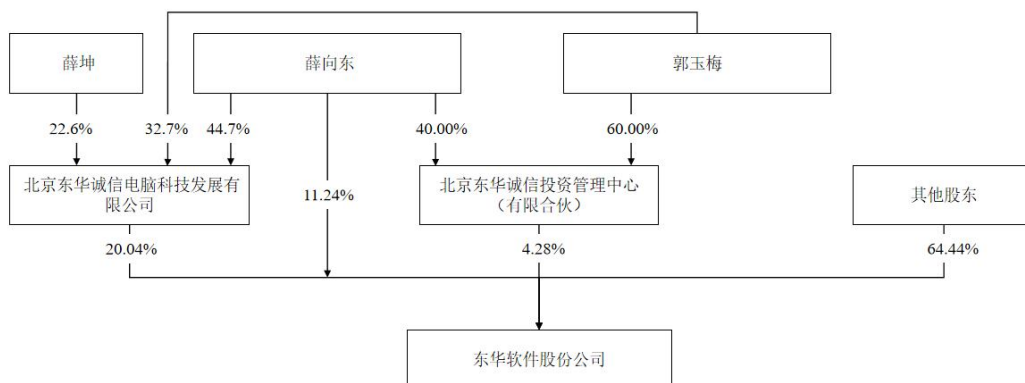 薛坤
薛向东
郭玉梅
22.6%
32.7%
44.7%
40.00%
60.00%
北京东华诚信电脑科技发展有
限公司
11.24%
北京东华诚信投资管理中心
（有限合伙）
其他股东
20.04%
4.28%
64.44%
东华软件股份公司